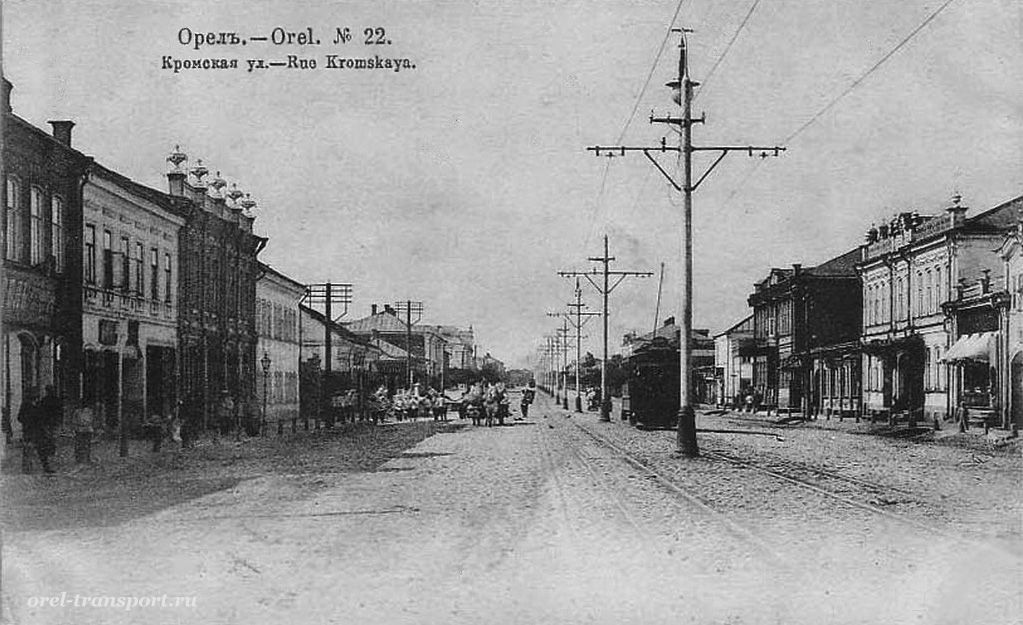 Орелъ.—Orel. № 22.
Кромская ул.—Rue Kromskaya.
orel-transport.ru